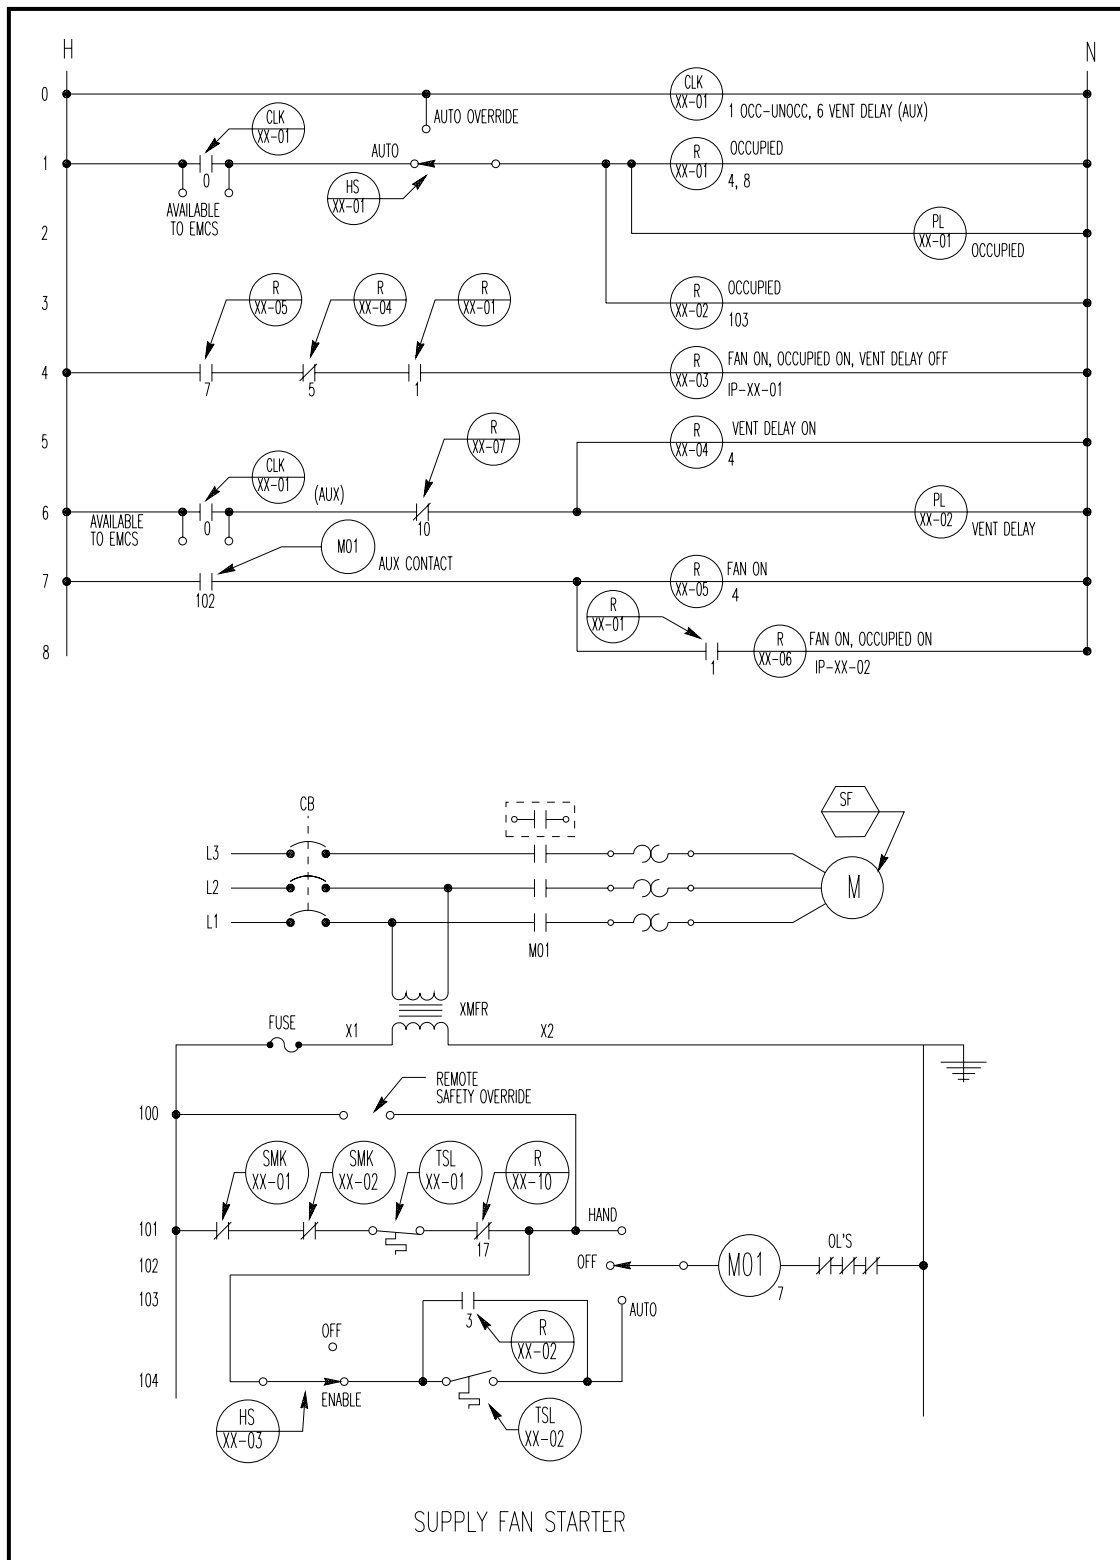 H
N
0
CLK
XX-01
1 OCC-UNOCC, 6 VENT DELAY (AUX)
AUTO OVERRIDE
CLK
XX-01
1
0
AUTO
R
XX-01
OCCUPIED
4, 8
HS
XX-01
AVAILABLE
TO EMCS
2
PL
XX-01
OCCUPIED
3
R
XX-05
R
XX-04
R
XX-01
R
XX-02
OCCUPIED
103
4
7
5
1
R
XX-03
FAN ON, OCCUPIED ON, VENT DELAY OFF
IP-XX-01
5
R
XX-07
R
XX-04
VENT DELAY ON
4
CLK
XX-01
(AUX)
6
AVAILABLE
TO EMCS
0
10
PL
XX-02
VENT DELAY
M01
AUX CONTACT
7
102
R
XX-05
FAN ON
4
R
XX-01
8
1
R
XX-06
FAN ON, OCCUPIED ON
IP-XX-02
CB
SF
L3
L2
M
L1
M01
XMFR
FUSE
X1
X2
REMOTE
SAFETY OVERRIDE
100
SMK
XX-01
SMK
XX-02
TSL
XX-01
R
XX-10
101
17
HAND
102
OFF
M01
7
OL'S
103
3
AUTO
R
XX-02
OFF
104
ENABLE
HS
XX-03
TSL
XX-02
SUPPLY FAN STARTER